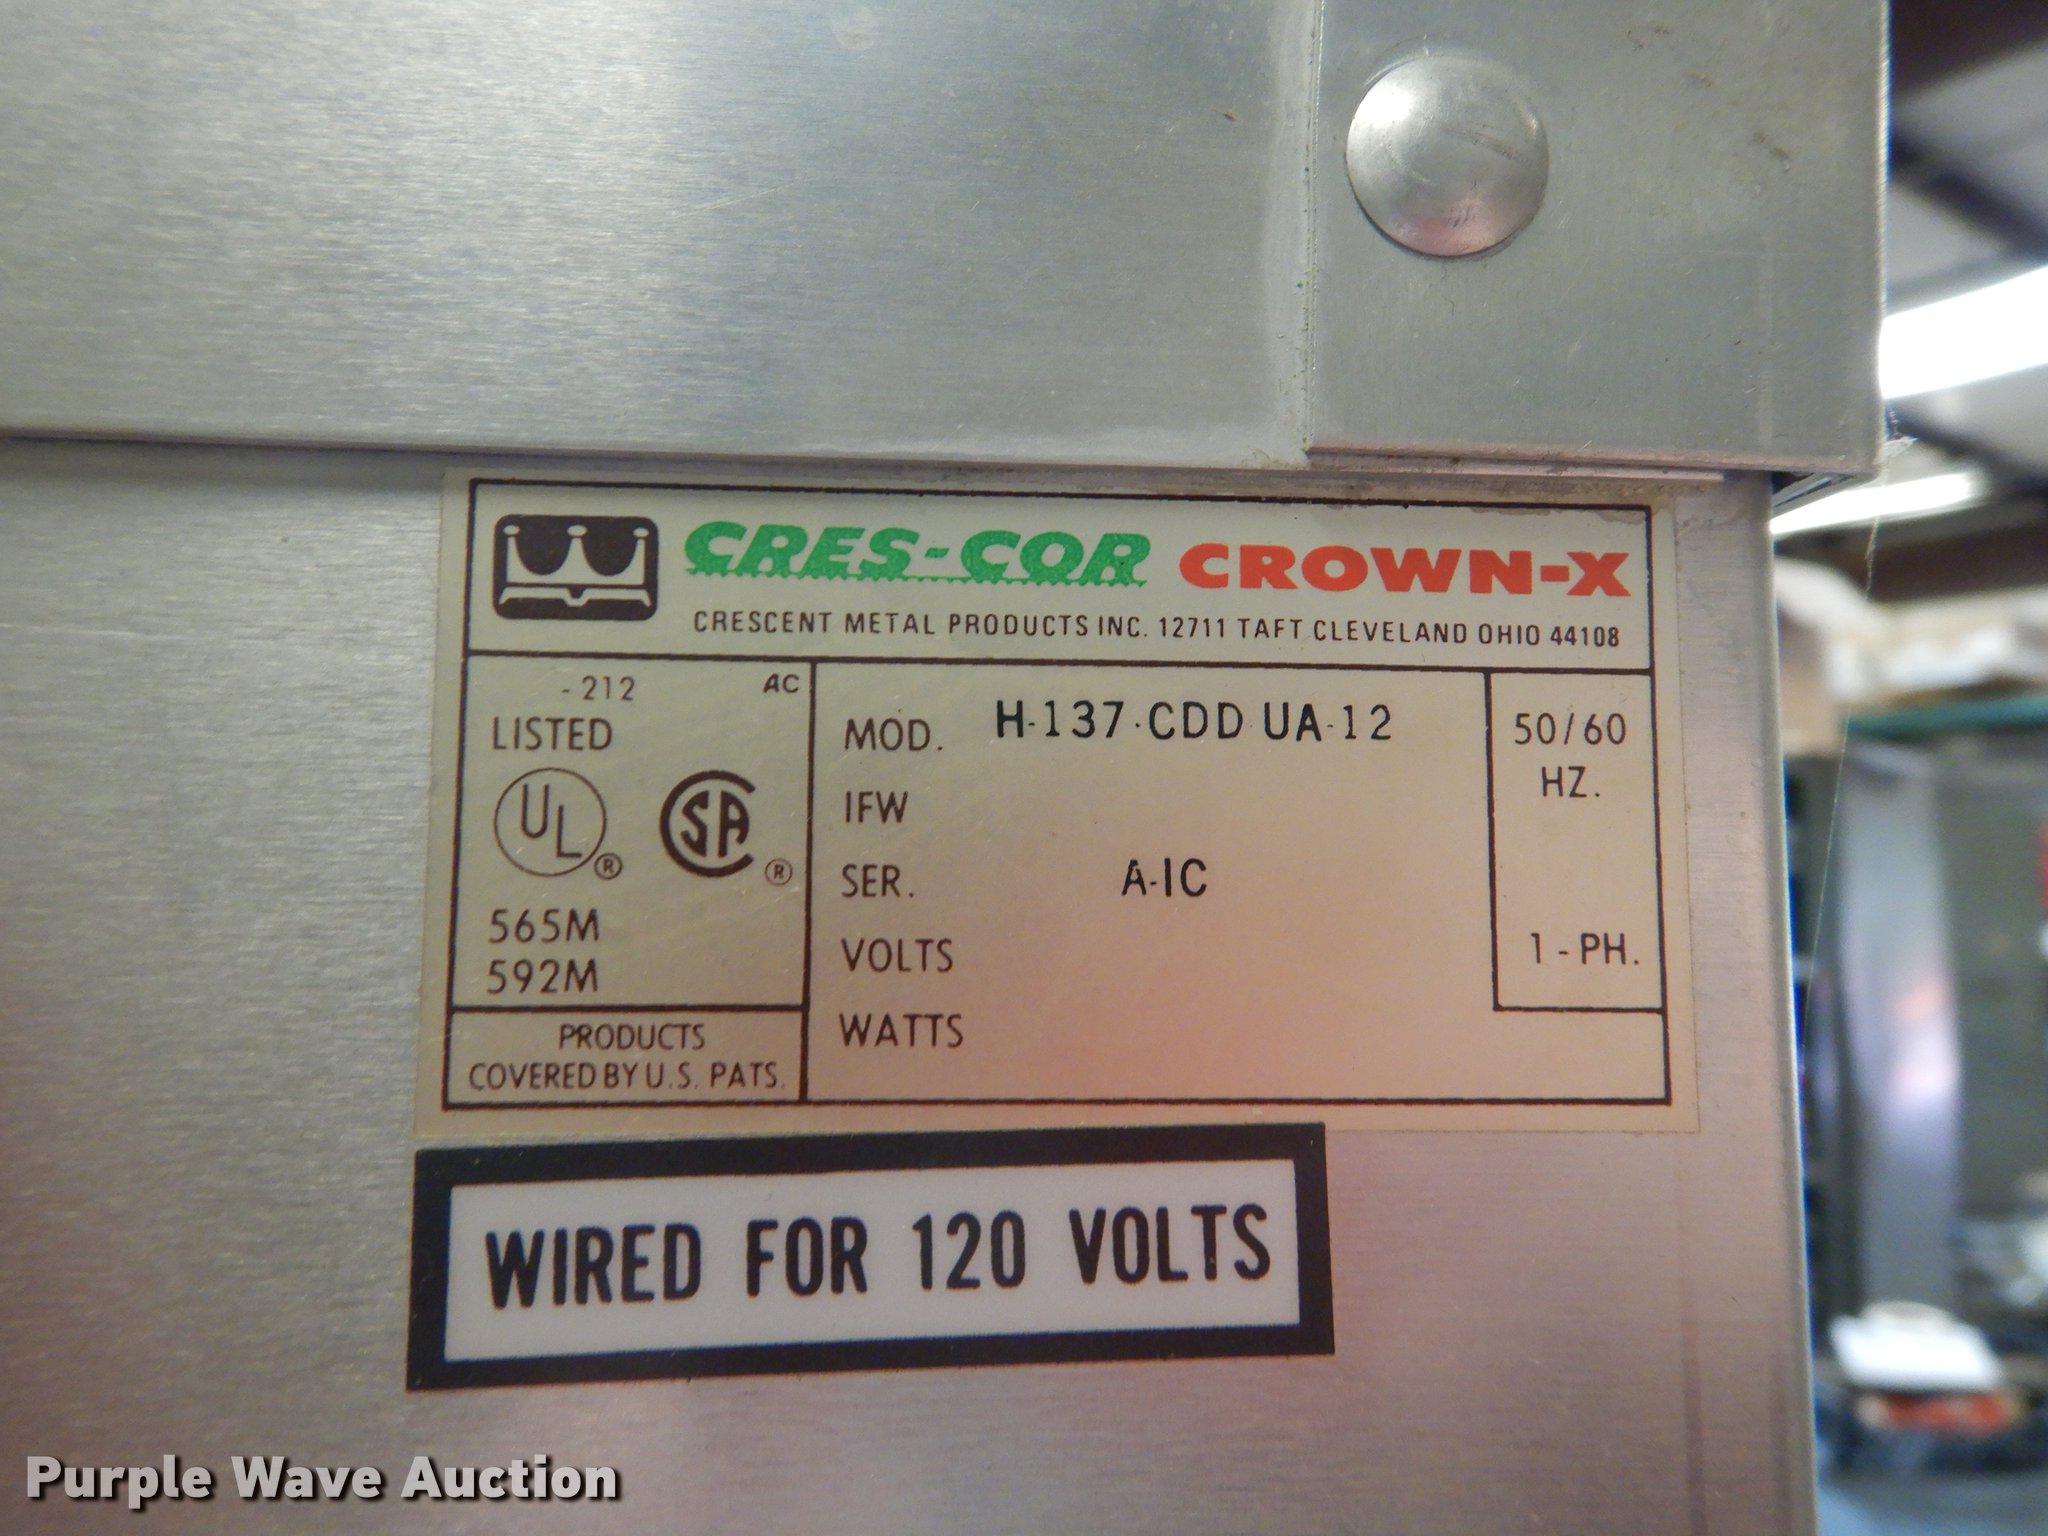 CRES-COR CROWN-X
CRESCENT METAL PRODUCTS INC. 12711 TAFT CLEVELAND OHIO 44108
-212 AC
LISTED
UL® SA®
565M
592M
PRODUCTS
COVERED BY U.S. PATS.
MOD. H-137-CDD UA-12
IFW
SER. A-IC
VOLTS
WATTS
50/60
HZ.
1-PH.
WIRED FOR 120 VOLTS
Purple Wave Auction